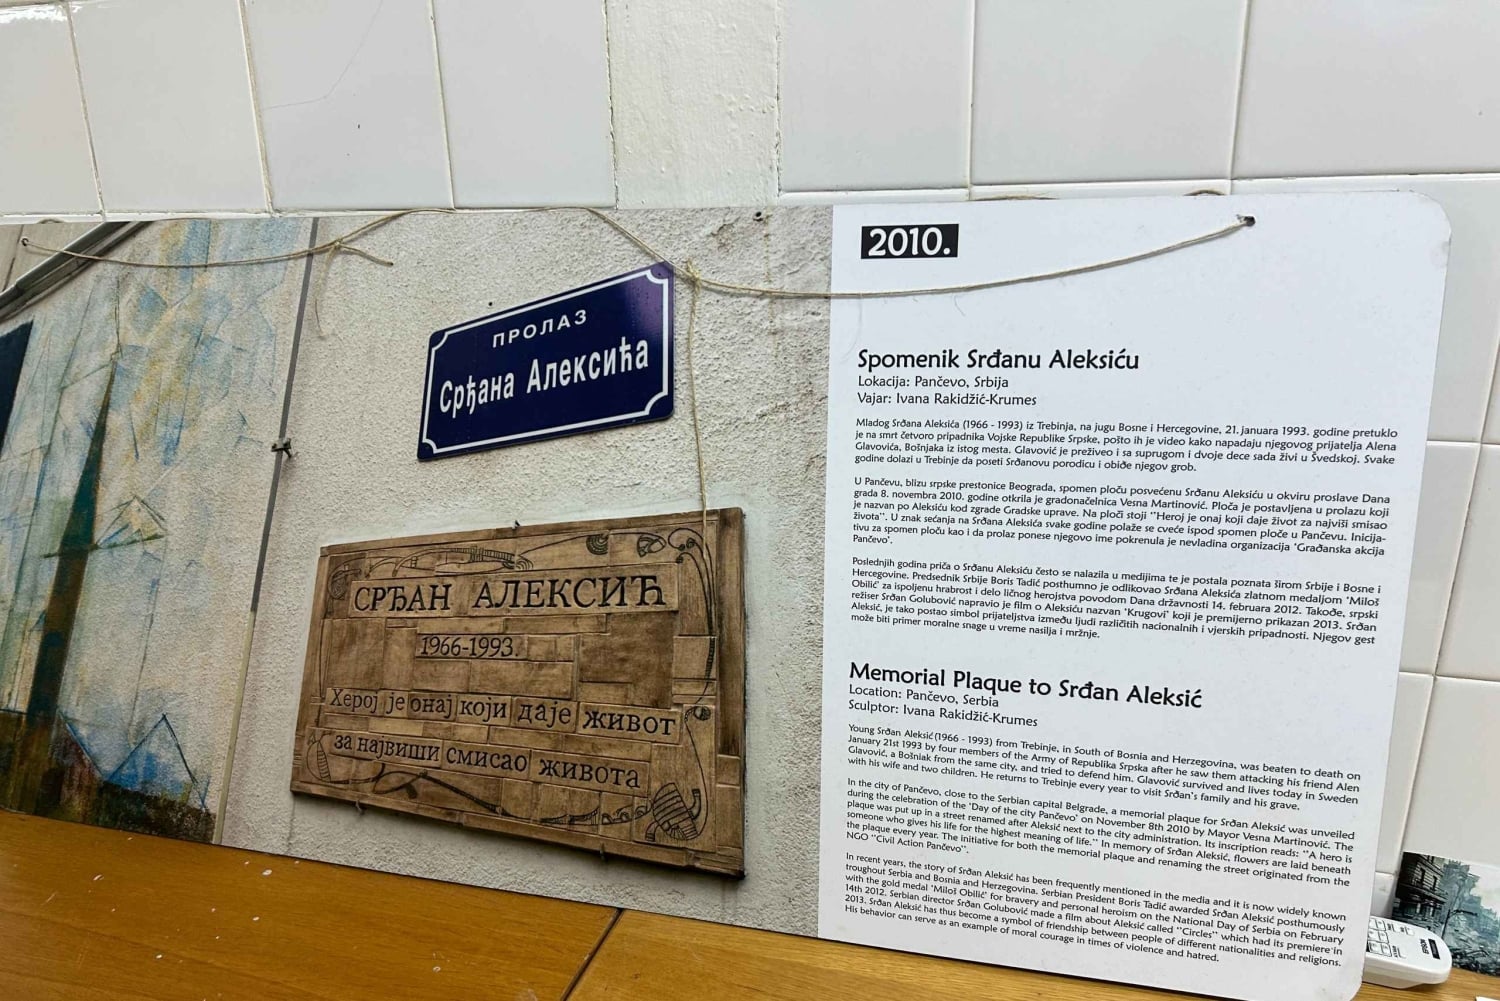 ПРОЛАЗ
Срђана Алексића
СРЂАН АЛЕКСИЋ
1966-1993.
Херој је онај који даје живот
за највиши смисао живота
2010.
Spomenik Srđanu Aleksiću
Lokacija: Pančevo, Srbija
Vajar: Ivana Rakidžić-Krumes
Mladog Srđana Aleksića (1966 - 1993) iz Trebinja, na jugu Bosne i Hercegovine, 21. januara 1993. godine pretuklo
je na smrt četvoro pripadnika Vojske Republike Srpske, pošto ih je video kako napadaju njegovog prijatelja Alena
Glavovića, Bošnjaka iz istog mesta. Glavović je preživeo i sa suprugom i dvoje dece sada živi u Švedskoj. Svake
godine dolazi u Trebinje da poseti Srđanovu porodicu i obiđe njegov grob.
U Pančevu, blizu srpske prestonice Beograda, spomen ploču posvećenu Srđanu Aleksiću u okviru proslave Dana
grada 8. novembra 2010. godine otkrila je gradonačelnica Vesna Martinović. Ploča je postavljena u prolazu koji
je nazvan po Aleksiću kod zgrade Gradske uprave. Na ploči stoji "Heroj je onaj koji daje život za najviši smisao
života". U znak sećanja na Srđana Aleksića svake godine polaže se cveće ispod spomen ploče u Pančevu. Inicija-
tivu za spomen ploču kao i da prolaz ponese njegovo ime pokrenula je nevladina organizacija 'Građanska akcija
Pančevo'.
Poslednjih godina priča o Srđanu Aleksiću često se nalazila u medijima te je postala poznata širom Srbije i Bosne i
Hercegovine. Predsednik Srbije Boris Tadić posthumno je odlikovao Srđana Aleksića zlatnom medaljom 'Miloš
Obilić' za ispoljenu hrabrost i delo ličnog herojstva povodom Dana državnosti 14. februara 2012. Takođe, srpski
režiser Srđan Golubović napravio je film o Aleksiću nazvan 'Krugovi' koji je premijerno prikazan 2013. Srđan
Aleksić, je tako postao simbol prijateljstva između ljudi različitih nacionalnih i vjerskih pripadnosti. Njegov gest
može biti primer moralne snage u vreme nasilja i mržnje.
Memorial Plaque to Srđan Aleksić
Location: Pančevo, Serbia
Sculptor: Ivana Rakidžić-Krumes
Young Srđan Aleksić (1966 - 1993) from Trebinje, in South of Bosnia and Herzegovina, was beaten to death on
January 21st 1993 by four members of the Army of Republika Srpska after he saw them attacking his friend Alen
Glavović, a Bošniak from the same city, and tried to defend him. Glavović survived and lives today in Sweden
with his wife and two children. He returns to Trebinje every year to visit Srđan's family and his grave.
In the city of Pančevo, close to the Serbian capital Belgrade, a memorial plaque for Srđan Aleksić was unveiled
during the celebration of the 'Day of the city Pančevo' on November 8th 2010 by Mayor Vesna Martinović. The
plaque was put up in a street renamed after Aleksić next to the city administration. Its inscription reads: "A hero is
someone who gives his life for the highest meaning of life." In memory of Srđan Aleksić, flowers are laid beneath
the plaque every year. The initiative for both the memorial plaque and renaming the street originated from the
NGO "Civil Action Pančevo".
In recent years, the story of Srđan Aleksić has been frequently mentioned in the media and it is now widely known
troughout Serbia and Bosnia and Herzegovina. Serbian President Boris Tadić awarded Srđan Aleksić posthumously
with the gold medal 'Miloš Obilić' for bravery and personal heroism on the National Day of Serbia on February
14th 2012. Serbian director Srđan Golubović made a film about Aleksić called "Circles" which had its premiere in
2013. Srđan Aleksić has thus become a symbol of friendship between people of different nationalities and religions.
His behavior can serve as an example of moral courage in times of violence and hatred.
EPSON